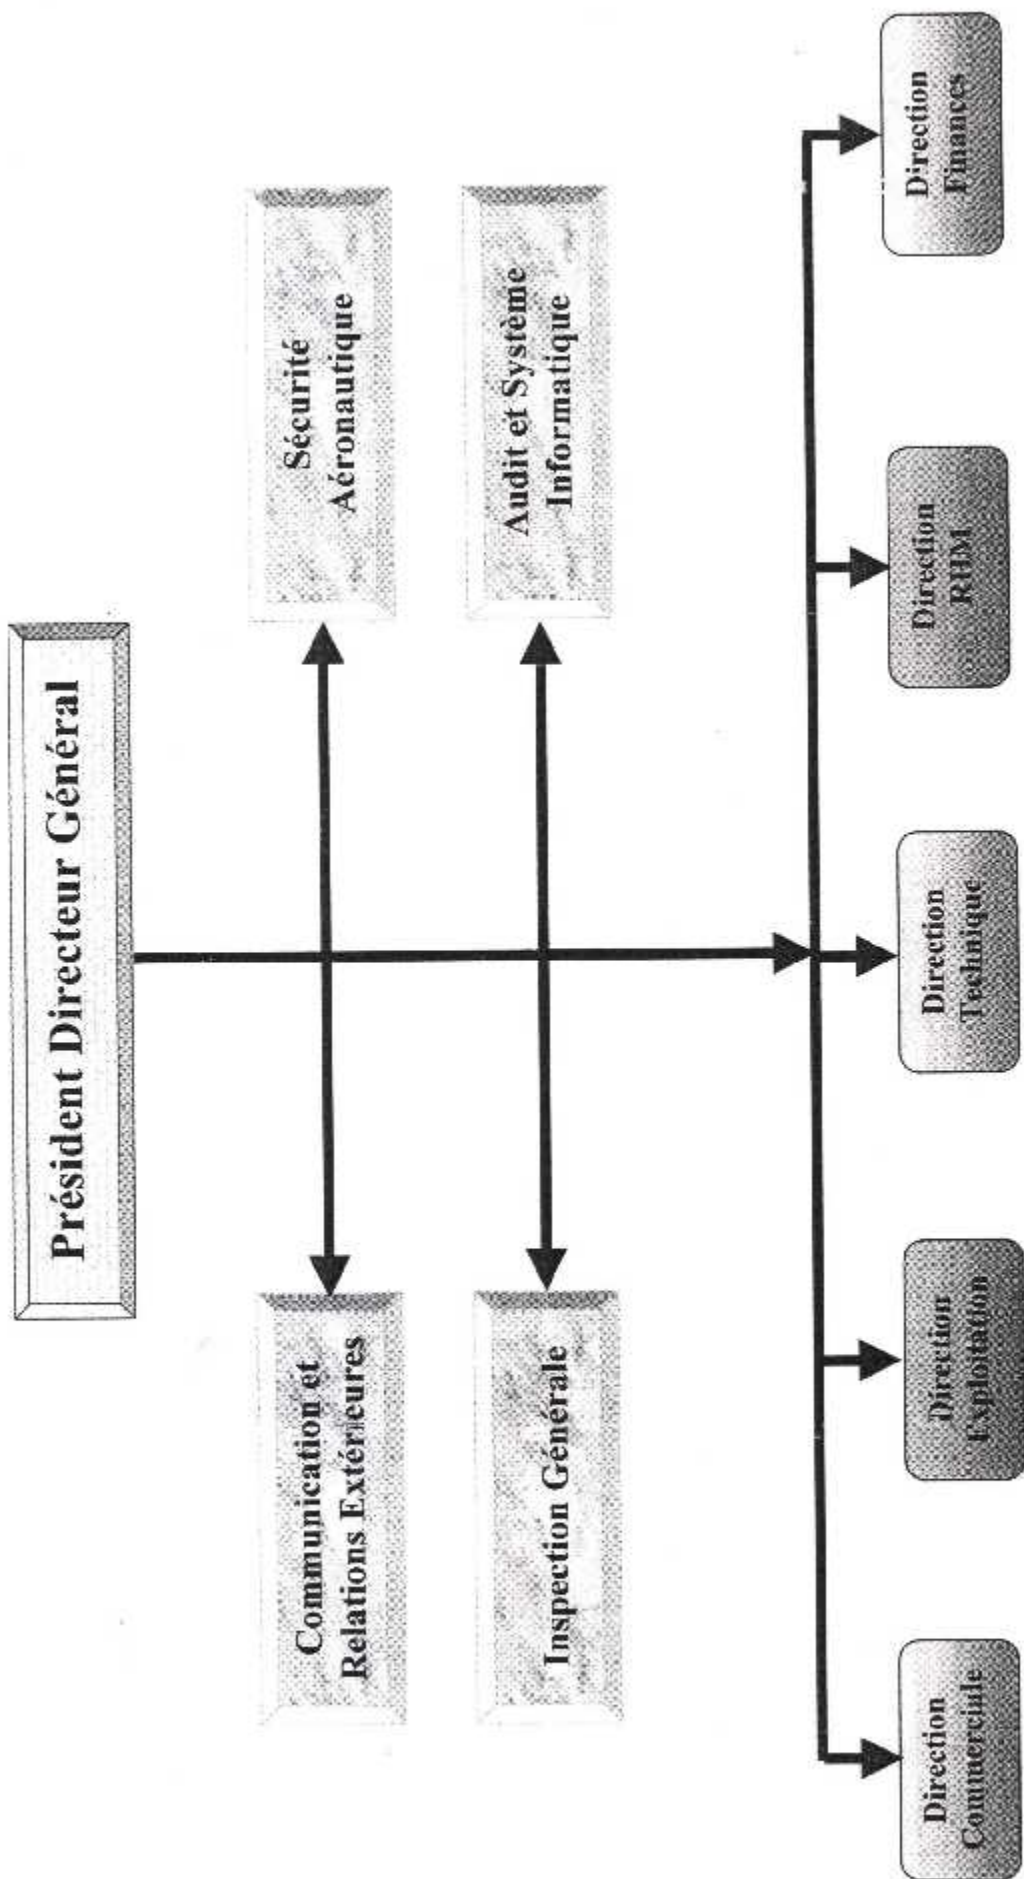 Président Directeur Général
Communication et
Relations Extérieures
Sécurité
Aéronautique
Inspection Générale
Audit et Système
Informatique
Direction
Commerciale
Direction
Exploitation
Direction
Technique
Direction
RHM
Direction
Finances